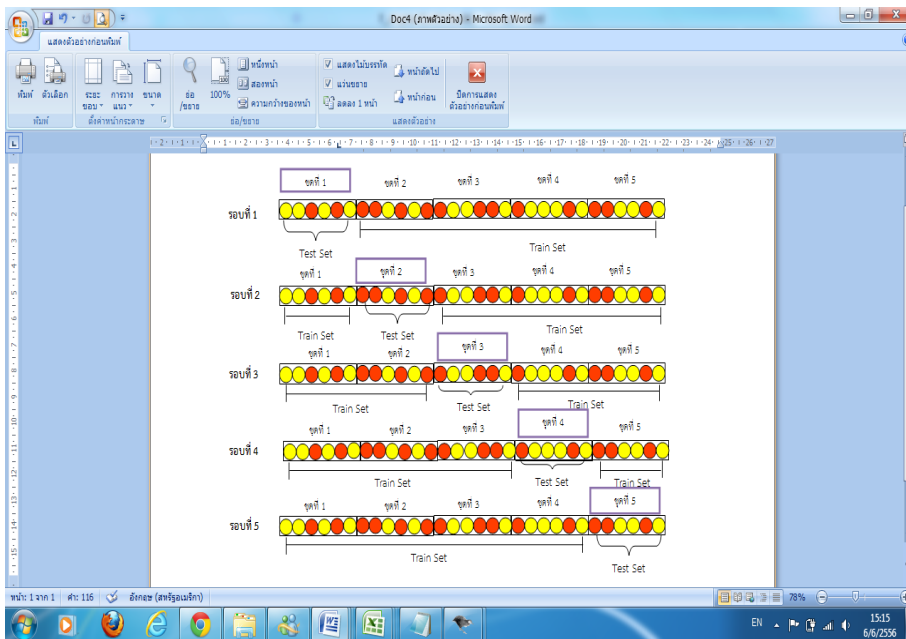 Doc4 (ภาพตัวอย่าง) - Microsoft Word
แสดงตัวอย่างก่อนพิมพ์
พิมพ์ ตัวเลือก ระยะขอบ การวางแนว ขนาด ย่อ/ขยาย 100%
หนึ่งหน้า
สองหน้า
ความกว้างของหน้า
แสดงไม้บรรทัด
แว่นขยาย
ลดลง 1 หน้า
หน้าถัดไป
หน้าก่อน
ปิดการแสดงตัวอย่างก่อนพิมพ์
พิมพ์ ตั้งค่าหน้ากระดาษ ย่อ/ขยาย แสดงตัวอย่าง
ชุดที่ 1 ชุดที่ 2 ชุดที่ 3 ชุดที่ 4 ชุดที่ 5
รอบที่ 1
Test Set Train Set
ชุดที่ 1 ชุดที่ 2 ชุดที่ 3 ชุดที่ 4 ชุดที่ 5
รอบที่ 2
Train Set Test Set Train Set
ชุดที่ 1 ชุดที่ 2 ชุดที่ 3 ชุดที่ 4 ชุดที่ 5
รอบที่ 3
Train Set Test Set Train Set
ชุดที่ 1 ชุดที่ 2 ชุดที่ 3 ชุดที่ 4 ชุดที่ 5
รอบที่ 4
Train Set Test Set Train Set
ชุดที่ 1 ชุดที่ 2 ชุดที่ 3 ชุดที่ 4 ชุดที่ 5
รอบที่ 5
Train Set Test Set
หน้า: 1 จาก 1 คำ: 116 อังกฤษ (สหรัฐอเมริกา) 78%
EN 15:15
6/6/2556